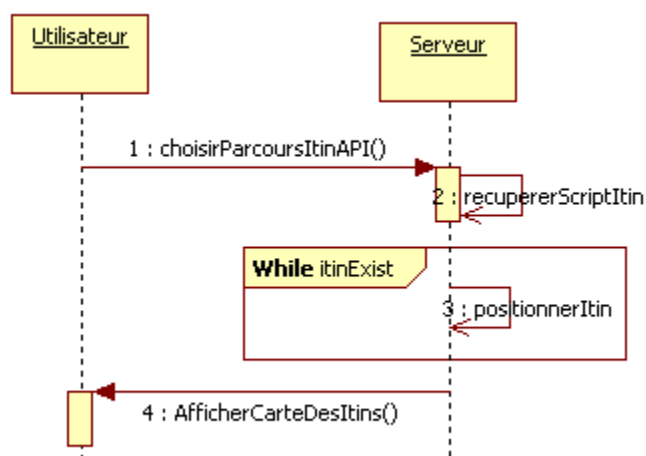 Utilisateur
Serveur
1 : choisirParcoursItinAPI()
2 : recupererScriptItin
While itinExist
3 : positionnerItin
4 : AfficherCarteDesItins()